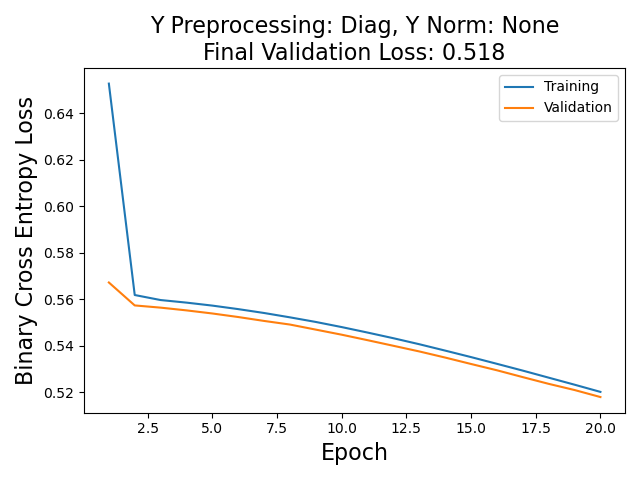 Y Preprocessing: Diag, Y Norm: None
Final Validation Loss: 0.518
Training
Validation
Binary Cross Entropy Loss
0.64
0.62
0.60
0.58
0.56
0.54
0.52
2.5 5.0 7.5 10.0 12.5 15.0 17.5 20.0
Epoch